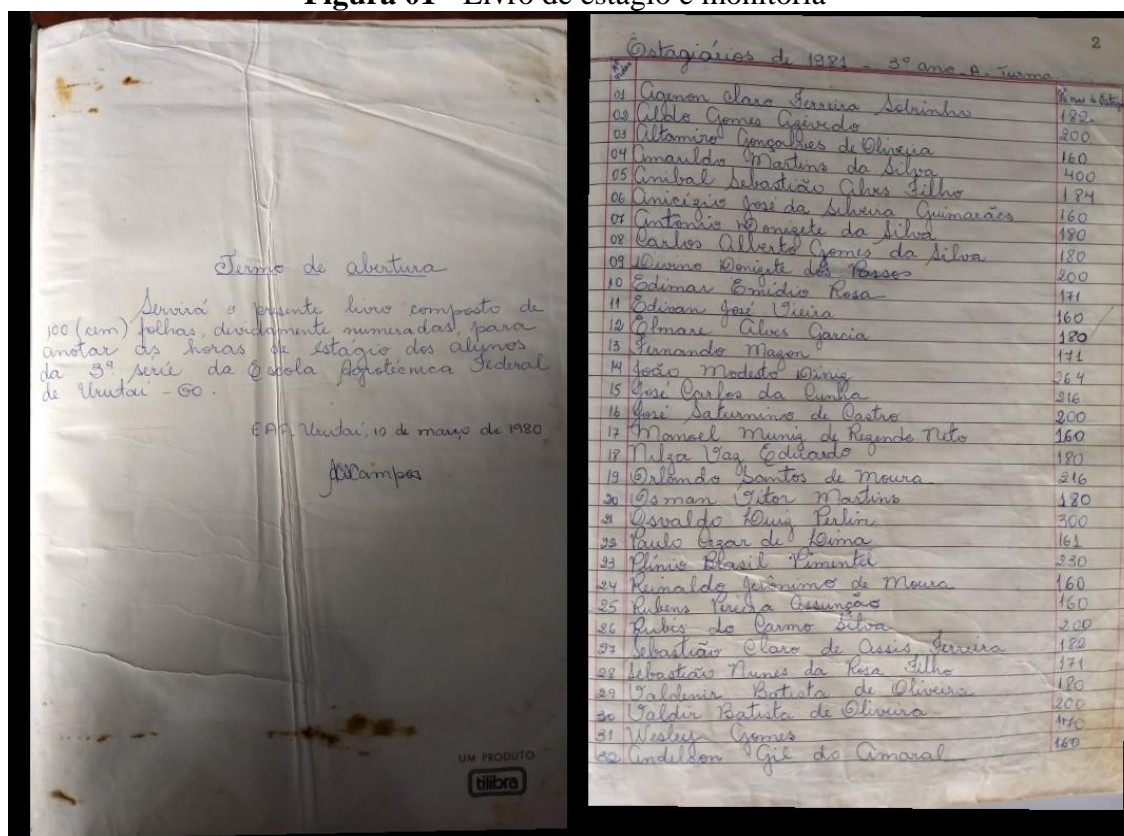 Figura 01 - Livro de estágio e monitoria
Termo de abertura
Servirá o presente livro composto de
100 (cem) folhas, devidamente numeradas, para
anotar as horas de estágio dos alunos
da 3ª série da Escola Agrotécnica Federal
de Urutaí - GO.
EAF, Urutaí, 10 de março de 1980
UM PRODUTO
tilibra
2
Estagiários de 1981 - 3º ano - A. Turma
Nº
01 Agenon Claro Ferreira Sobrinho 182
02 Aldo Gomes Azevedo 200
03 Altamiro Gonçalves de Oliveira 160
04 Amarildo Martins da Silva 400
05 Anibal Sebastião Alves Filho 184
06 Anicézio José da Silveira Guimarães 160
07 Antônio Donizete da Silva 180
08 Carlos Alberto Gomes da Silva 180
09 Divino Donizete dos Passos 200
10 Edimar Emídio Rosa 171
11 Edivan José Vieira 160
12 Elmare Alves Garcia 180
13 Fernando Mazon 171
14 João Modesto Diniz 264
15 José Carlos da Cunha 216
16 José Saturnino de Castro 200
17 Manoel Muniz de Rezende Neto 160
18 Nilza Vaz Eduardo 180
19 Orlando Santos de Moura 216
20 Osman Vitor Martins 180
21 Osvaldo Luiz Perlin 300
22 Paulo Cezar de Lima 161
23 Plínio Brasil Pimentel 230
24 Reinaldo Jerônimo de Moura 160
25 Rubens Pereira Assunção 160
26 Rubis do Carmo Silva 200
27 Sebastião Claro de Assis Ferreira 182
28 Sebastião Nunes da Rosa Filho 171
29 Valdenir Batista de Oliveira 180
30 Valdir Batista de Oliveira 200
31 Wesley Gomes
32 Andelson Gil do Amaral 160